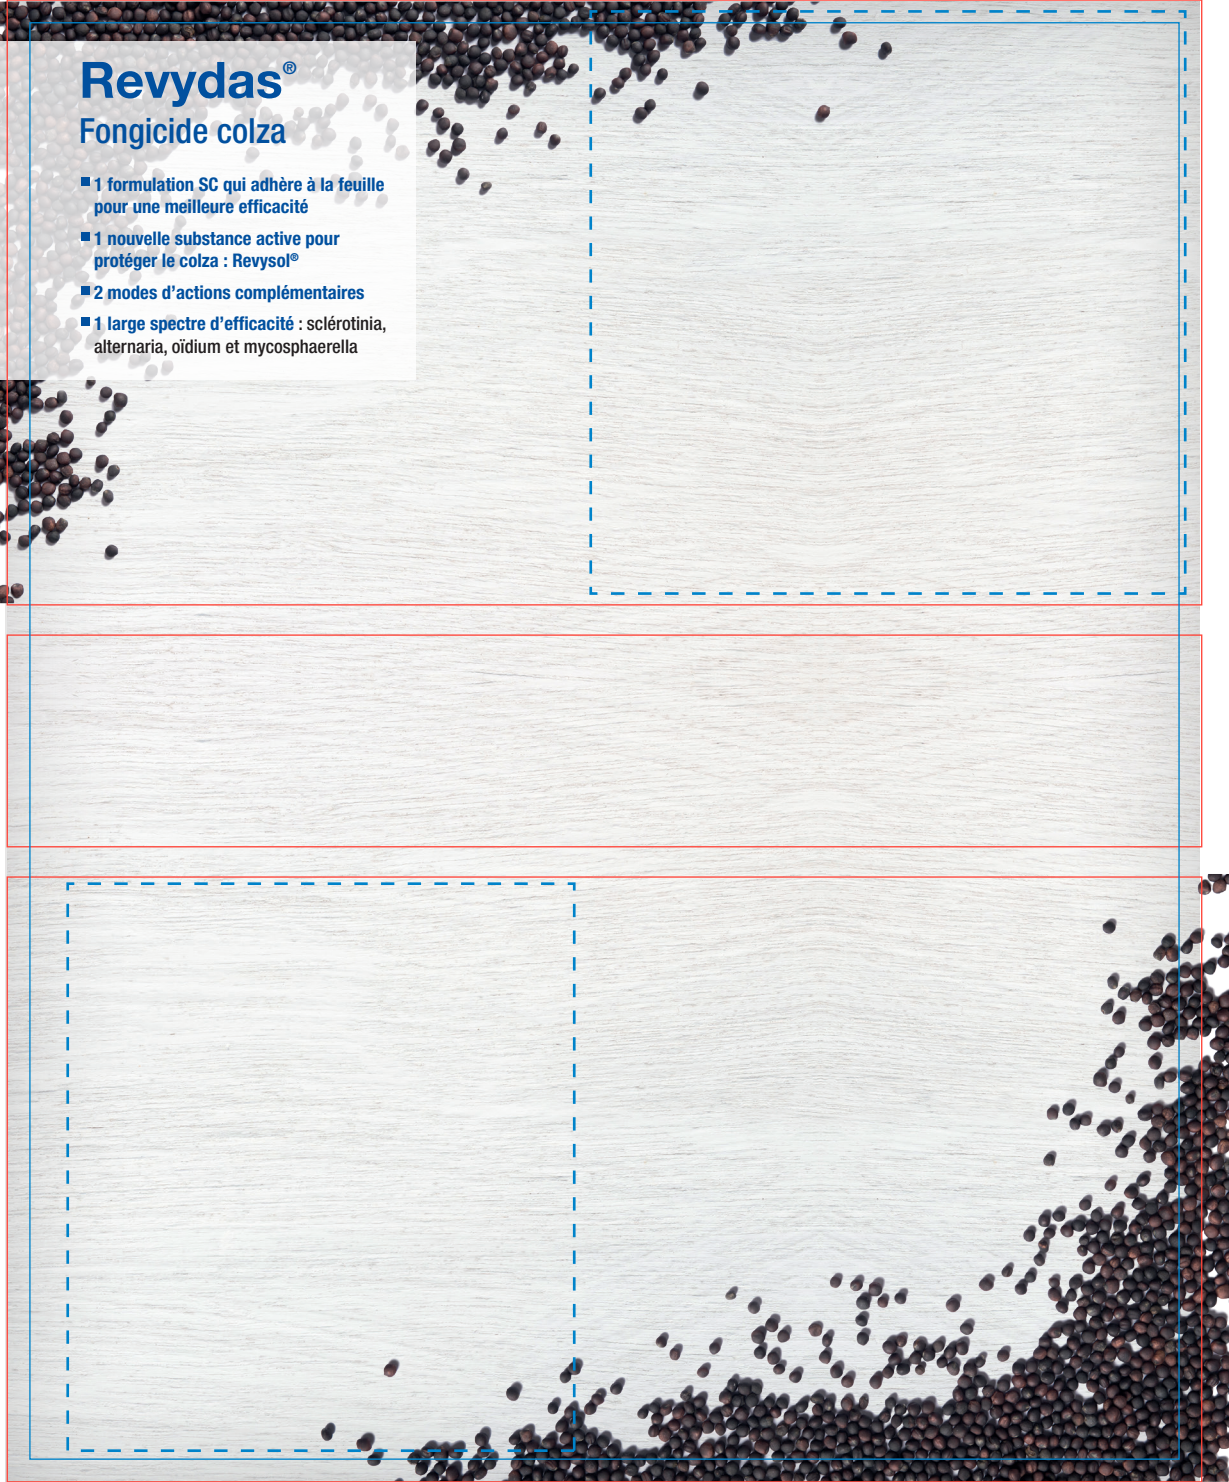 Revydas®
Fongicide colza
■ 1 formulation SC qui adhère à la feuille
pour une meilleure efficacité
■ 1 nouvelle substance active pour
protéger le colza : Revysol®
■ 2 modes d'actions complémentaires
■ 1 large spectre d'efficacité : sclérotinia,
alternaria, oïdium et mycosphaerella